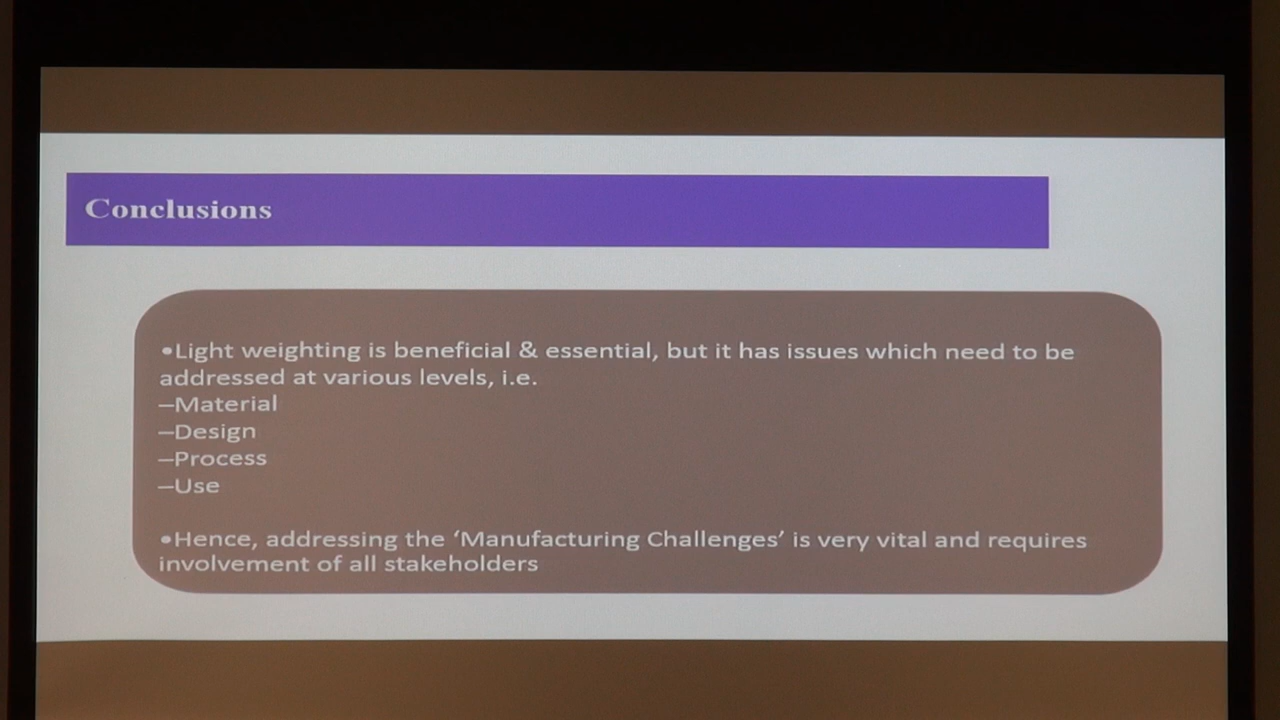 Conclusions
•Light weighting is beneficial & essential, but it has issues which need to be
addressed at various levels, i.e.
–Material
–Design
–Process
–Use
•Hence, addressing the ‘Manufacturing Challenges’ is very vital and requires
involvement of all stakeholders